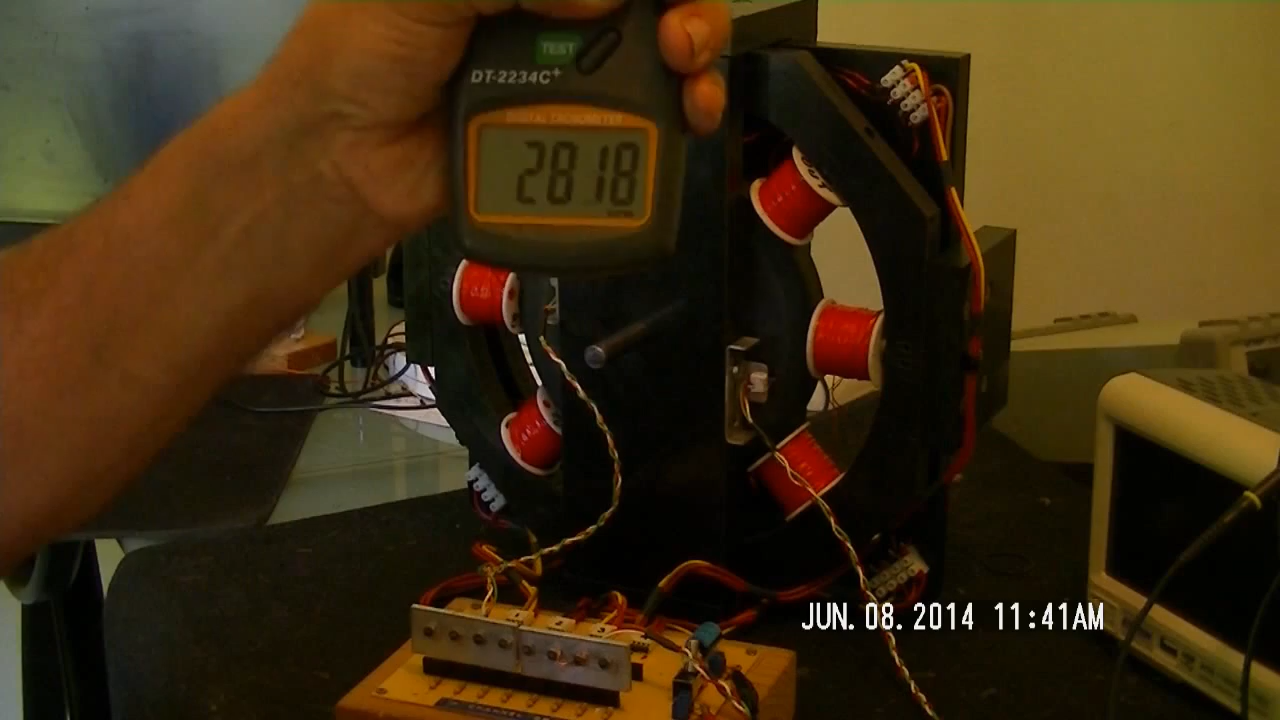 TEST
DT-2234C+
DIGITAL TACHOMETER
2818
JUN. 08. 2014 11:41AM